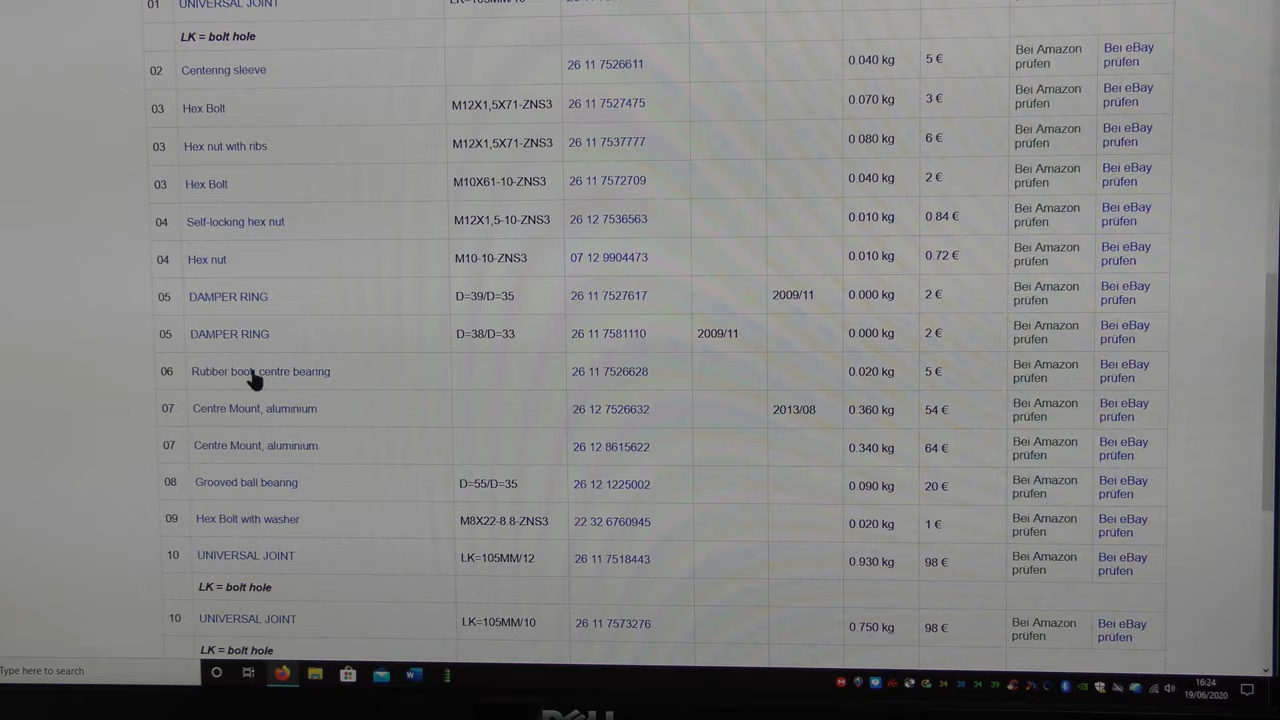 01 UNIVERSAL JOINT
LK = bolt hole
02 Centering sleeve 26 11 7526611 0.040 kg 5 € Bei Amazon prüfen Bei eBay prüfen
03 Hex Bolt M12X1,5X71-ZNS3 26 11 7527475 0.070 kg 3 € Bei Amazon prüfen Bei eBay prüfen
03 Hex nut with ribs M12X1,5X71-ZNS3 26 11 7537777 0.080 kg 6 € Bei Amazon prüfen Bei eBay prüfen
03 Hex Bolt M10X61-10-ZNS3 26 11 7572709 0.040 kg 2 € Bei Amazon prüfen Bei eBay prüfen
04 Self-locking hex nut M12X1,5-10-ZNS3 26 12 7536563 0.010 kg 0.84 € Bei Amazon prüfen Bei eBay prüfen
04 Hex nut M10-10-ZNS3 07 12 9904473 0.010 kg 0.72 € Bei Amazon prüfen Bei eBay prüfen
05 DAMPER RING D=39/D=35 26 11 7527617 2009/11 0.000 kg 2 € Bei Amazon prüfen Bei eBay prüfen
05 DAMPER RING D=38/D=33 26 11 7581110 2009/11 0.000 kg 2 € Bei Amazon prüfen Bei eBay prüfen
06 Rubber boot, centre bearing 26 11 7526628 0.020 kg 5 € Bei Amazon prüfen Bei eBay prüfen
07 Centre Mount, aluminium 26 12 7526632 2013/08 0.360 kg 54 € Bei Amazon prüfen Bei eBay prüfen
07 Centre Mount, aluminium 26 12 8615622 0.340 kg 64 € Bei Amazon prüfen Bei eBay prüfen
08 Grooved ball bearing D=55/D=35 26 12 1225002 0.090 kg 20 € Bei Amazon prüfen Bei eBay prüfen
09 Hex Bolt with washer M8X22-8.8-ZNS3 22 32 6760945 0.020 kg 1 € Bei Amazon prüfen Bei eBay prüfen
10 UNIVERSAL JOINT LK=105MM/12 26 11 7518443 0.930 kg 98 € Bei Amazon prüfen Bei eBay prüfen
LK = bolt hole
10 UNIVERSAL JOINT LK=105MM/10 26 11 7573276 0.750 kg 98 € Bei Amazon prüfen Bei eBay prüfen
LK = bolt hole
Type here to search 34 38 34 39 16:24
19/06/2020
DELL